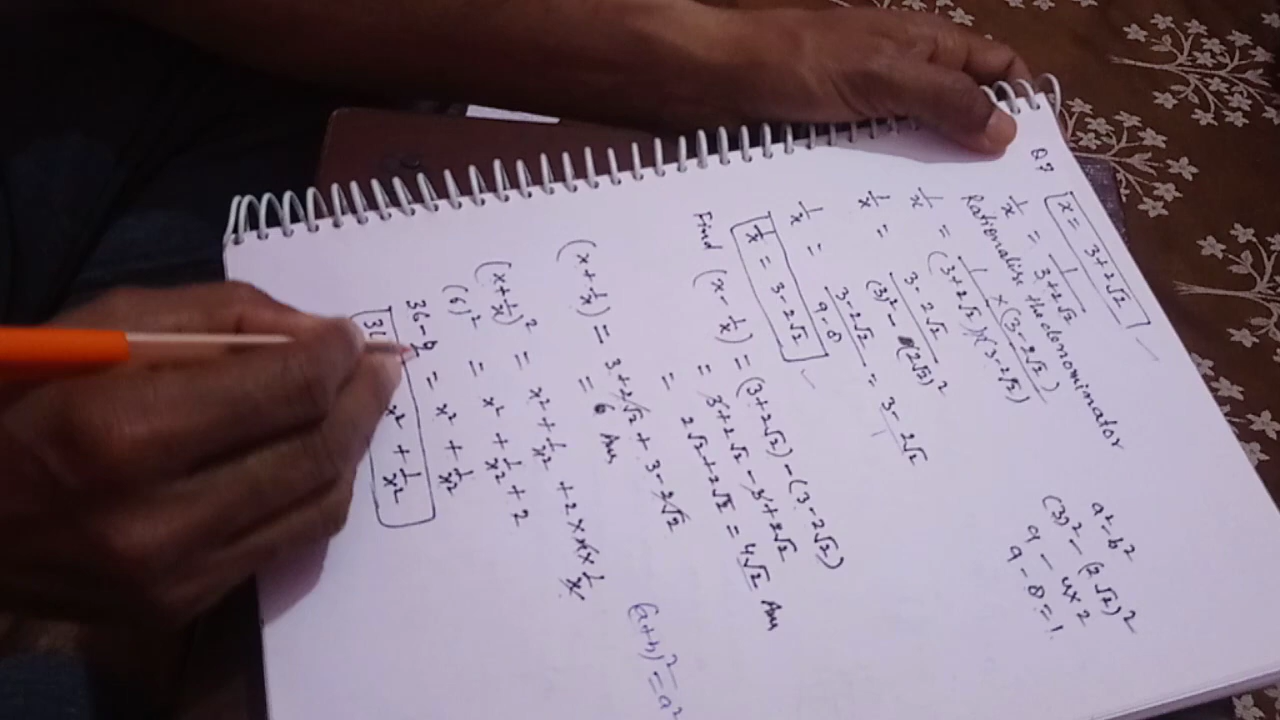 Q7 x = 3+2√2
1/x = 1/(3+2√2)
Rationalise the denominator
1/x = 1/(3+2√2) × (3-2√2)/(3-2√2)
1/x = (3-2√2)/((3)² - (2√2)²)
1/x = (3-2√2)/(9-8) = (3-2√2)/1
1/x = 3-2√2
a²-b²
(3)² - (2√2)²
9 - 4×2
9 - 8 = 1.
Find (x - 1/x) = (3+2√2) - (3-2√2)
= 3+2√2 - 3+2√2
= 2√2+2√2 = 4√2 Ans
(x + 1/x) = 3+2√2 + 3-2√2
= 6 Ans
(a+b)² = a²
(x + 1/x)² = x² + 1/x² + 2×x×1/x
(6)² = x² + 1/x² + 2
36-2 = x² + 1/x²
x² + 1/x²